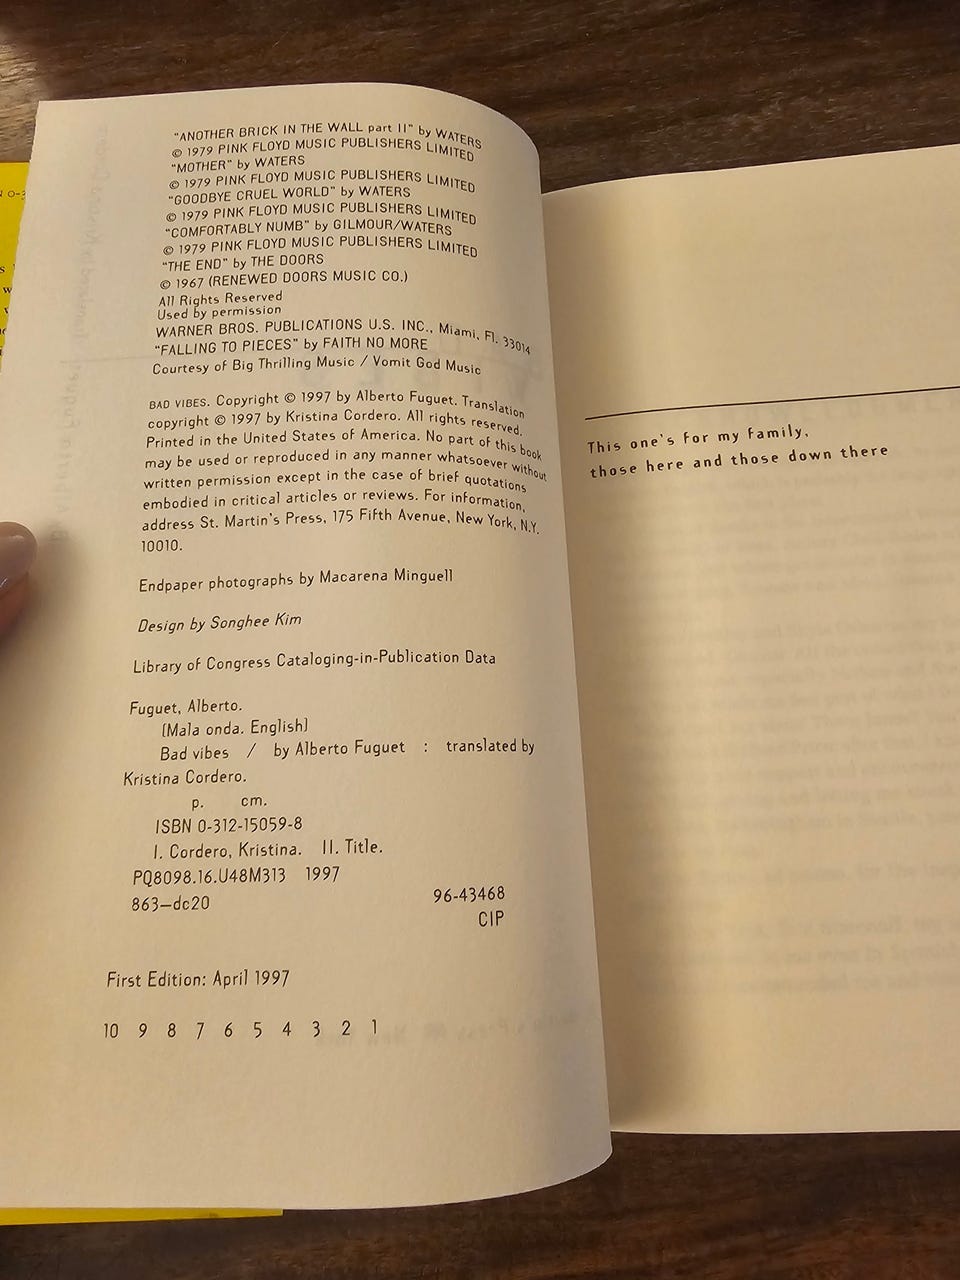 "ANOTHER BRICK IN THE WALL part II" by WATERS
© 1979 PINK FLOYD MUSIC PUBLISHERS LIMITED
"MOTHER" by WATERS
© 1979 PINK FLOYD MUSIC PUBLISHERS LIMITED
"GOODBYE CRUEL WORLD" by WATERS
© 1979 PINK FLOYD MUSIC PUBLISHERS LIMITED
"COMFORTABLY NUMB" by GILMOUR/WATERS
© 1979 PINK FLOYD MUSIC PUBLISHERS LIMITED
"THE END" by THE DOORS
© 1967 (RENEWED DOORS MUSIC CO.)
All Rights Reserved
Used by permission
WARNER BROS. PUBLICATIONS U.S. INC., Miami, Fl. 33014
"FALLING TO PIECES" by FAITH NO MORE
Courtesy of Big Thrilling Music / Vomit God Music
BAD VIBES. Copyright © 1997 by Alberto Fuguet. Translation
copyright © 1997 by Kristina Cordero. All rights reserved.
Printed in the United States of America. No part of this book
may be used or reproduced in any manner whatsoever without
written permission except in the case of brief quotations
embodied in critical articles or reviews. For information,
address St. Martin's Press, 175 Fifth Avenue, New York, N.Y.
10010.
Endpaper photographs by Macarena Minguell
Design by Songhee Kim
Library of Congress Cataloging-in-Publication Data
Fuguet, Alberto.
[Mala onda. English]
Bad vibes / by Alberto Fuguet : translated by
Kristina Cordero.
p. cm.
ISBN 0-312-15059-8
I. Cordero, Kristina. II. Title.
PQ8098.16.U48M313 1997
863—dc20 96-43468
CIP
First Edition: April 1997
10 9 8 7 6 5 4 3 2 1
This one's for my family,
those here and those down there